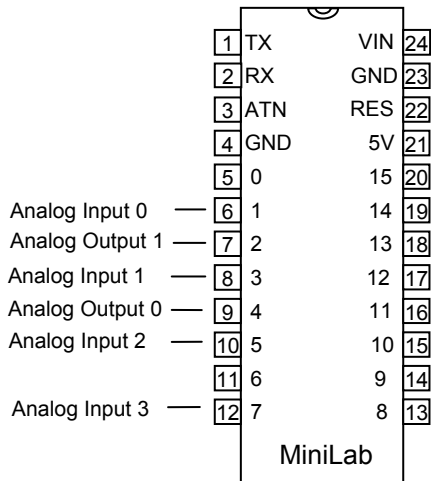 1 TX VIN 24
2 RX GND 23
3 ATN RES 22
4 GND 5V 21
5 0 15 20
Analog Input 0 6 1 14 19
Analog Output 1 7 2 13 18
Analog Input 1 8 3 12 17
Analog Output 0 9 4 11 16
Analog Input 2 10 5 10 15
11 6 9 14
Analog Input 3 12 7 8 13
MiniLab